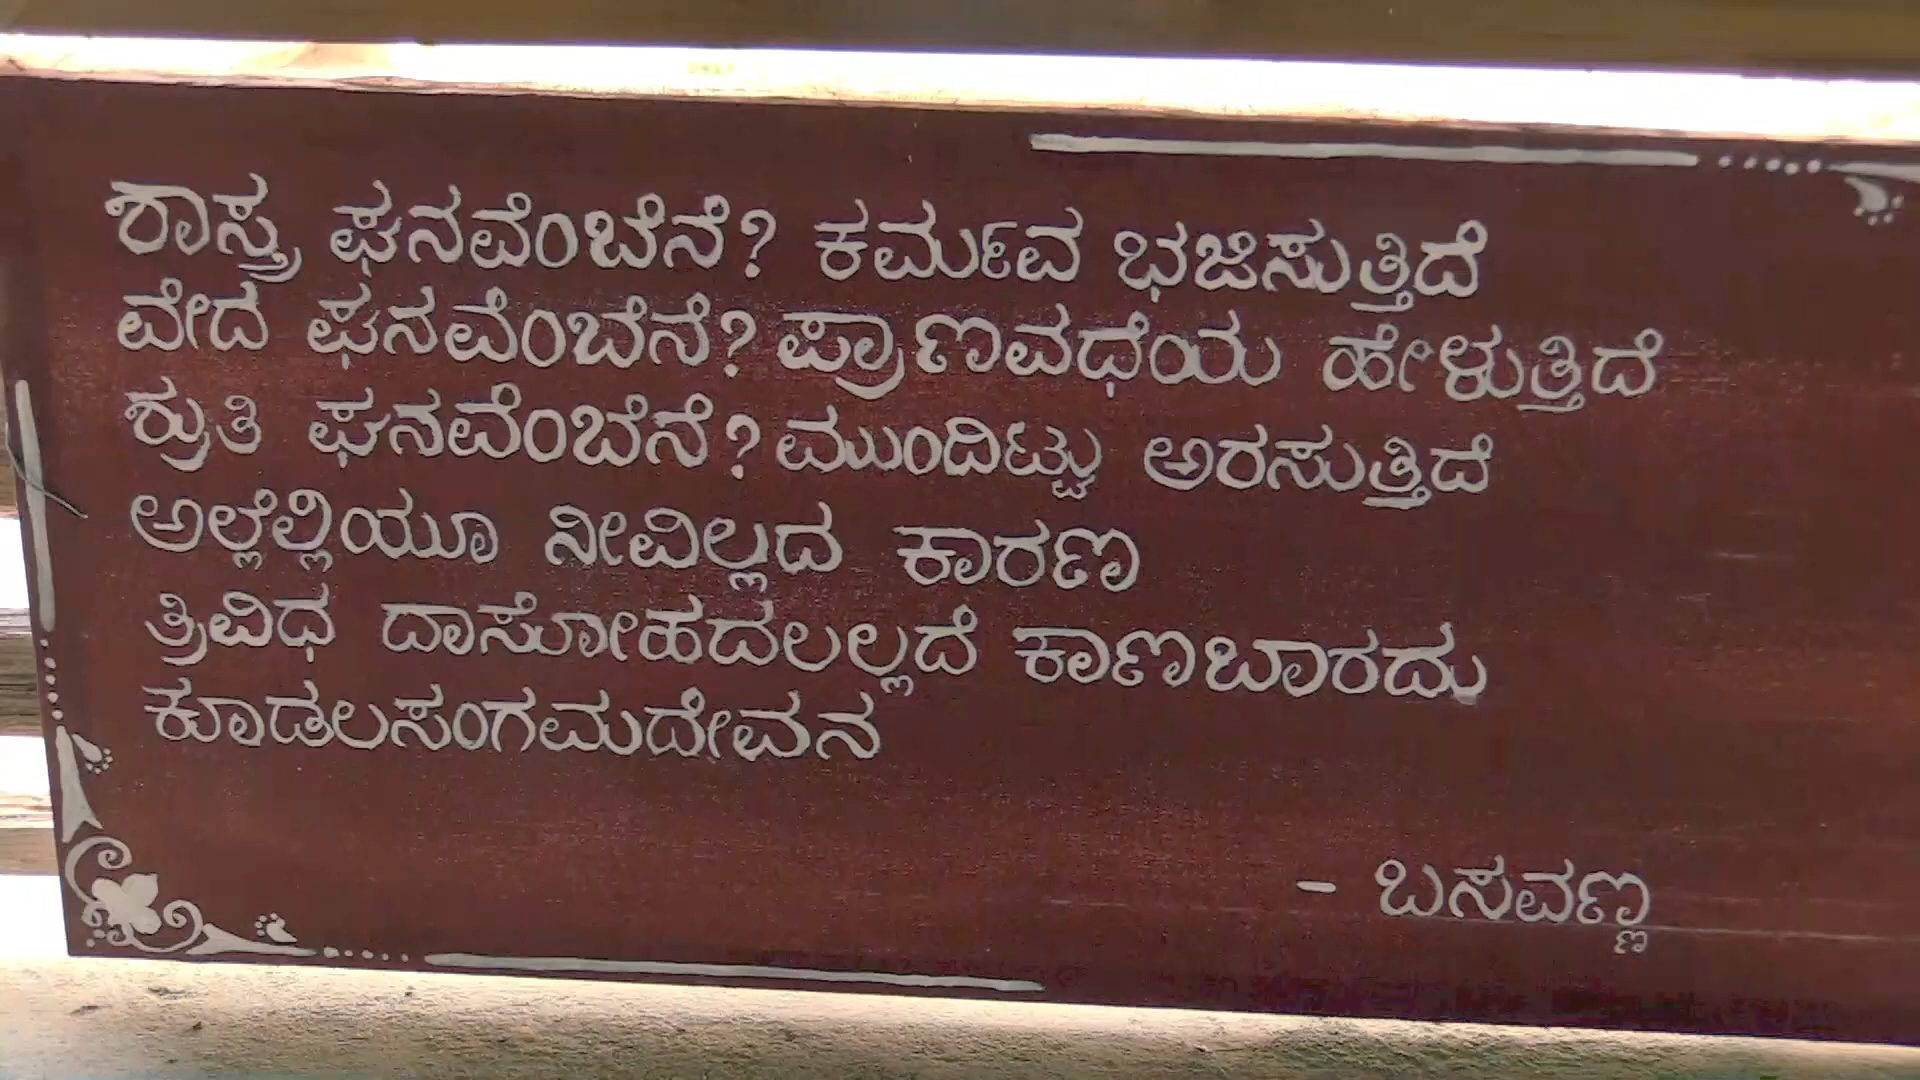 ಶಾಸ್ತ್ರ ಘನವೆಂಬೆನೆ? ಕರ್ಮವ ಭಜಿಸುತ್ತಿದೆ
ವೇದ ಘನವೆಂಬೆನೆ? ಪ್ರಾಣವಧೆಯ ಹೇಳುತ್ತಿದೆ
ಶ್ರುತಿ ಘನವೆಂಬೆನೆ? ಮುಂದಿಟ್ಟು ಅರಸುತ್ತಿದೆ
ಅಲ್ಲೆಲ್ಲಿಯೂ ನೀವಿಲ್ಲದ ಕಾರಣ
ತ್ರಿವಿಧ ದಾಸೋಹದಲಲ್ಲದೆ ಕಾಣಬಾರದು
ಕೂಡಲಸಂಗಮದೇವನ
- ಬಸವಣ್ಣ